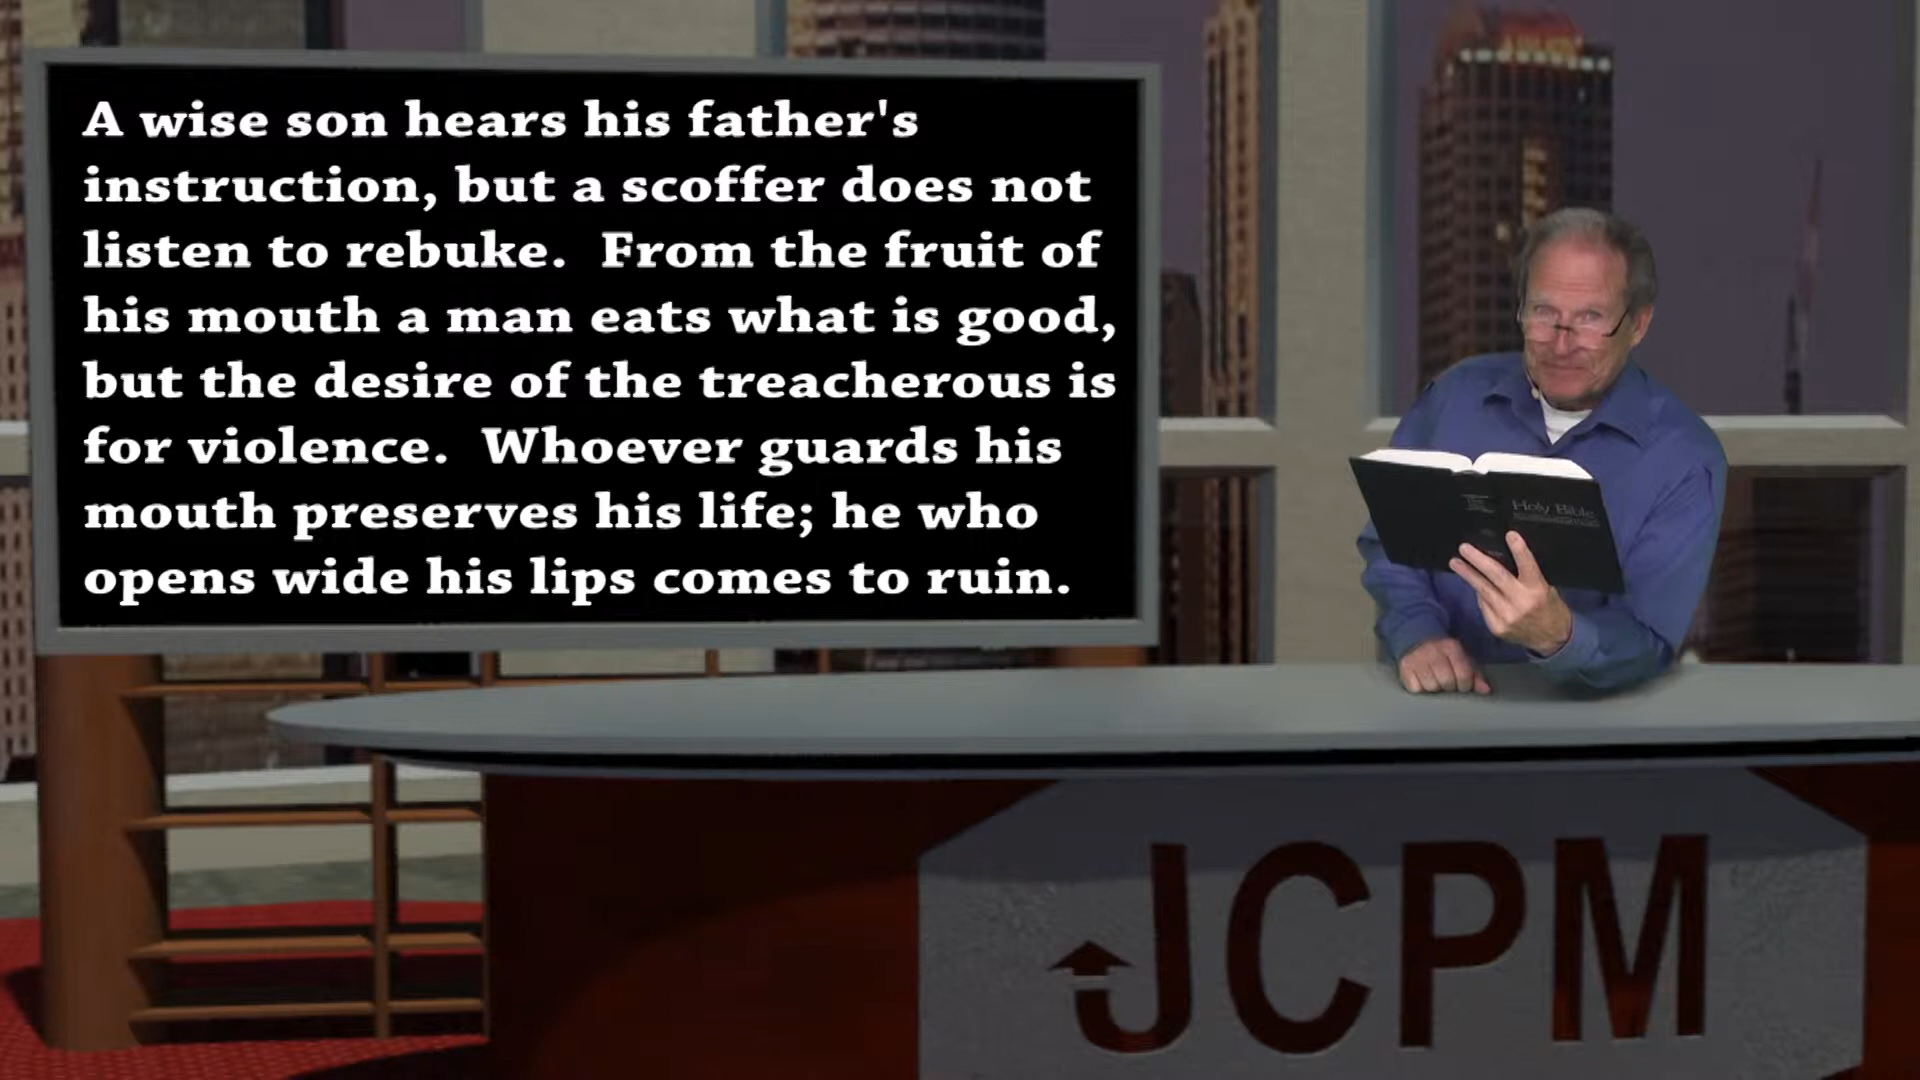 A wise son hears his father's
instruction, but a scoffer does not
listen to rebuke.  From the fruit of
his mouth a man eats what is good,
but the desire of the treacherous is
for violence.  Whoever guards his
mouth preserves his life; he who
opens wide his lips comes to ruin.
Holy Bible
JCPM